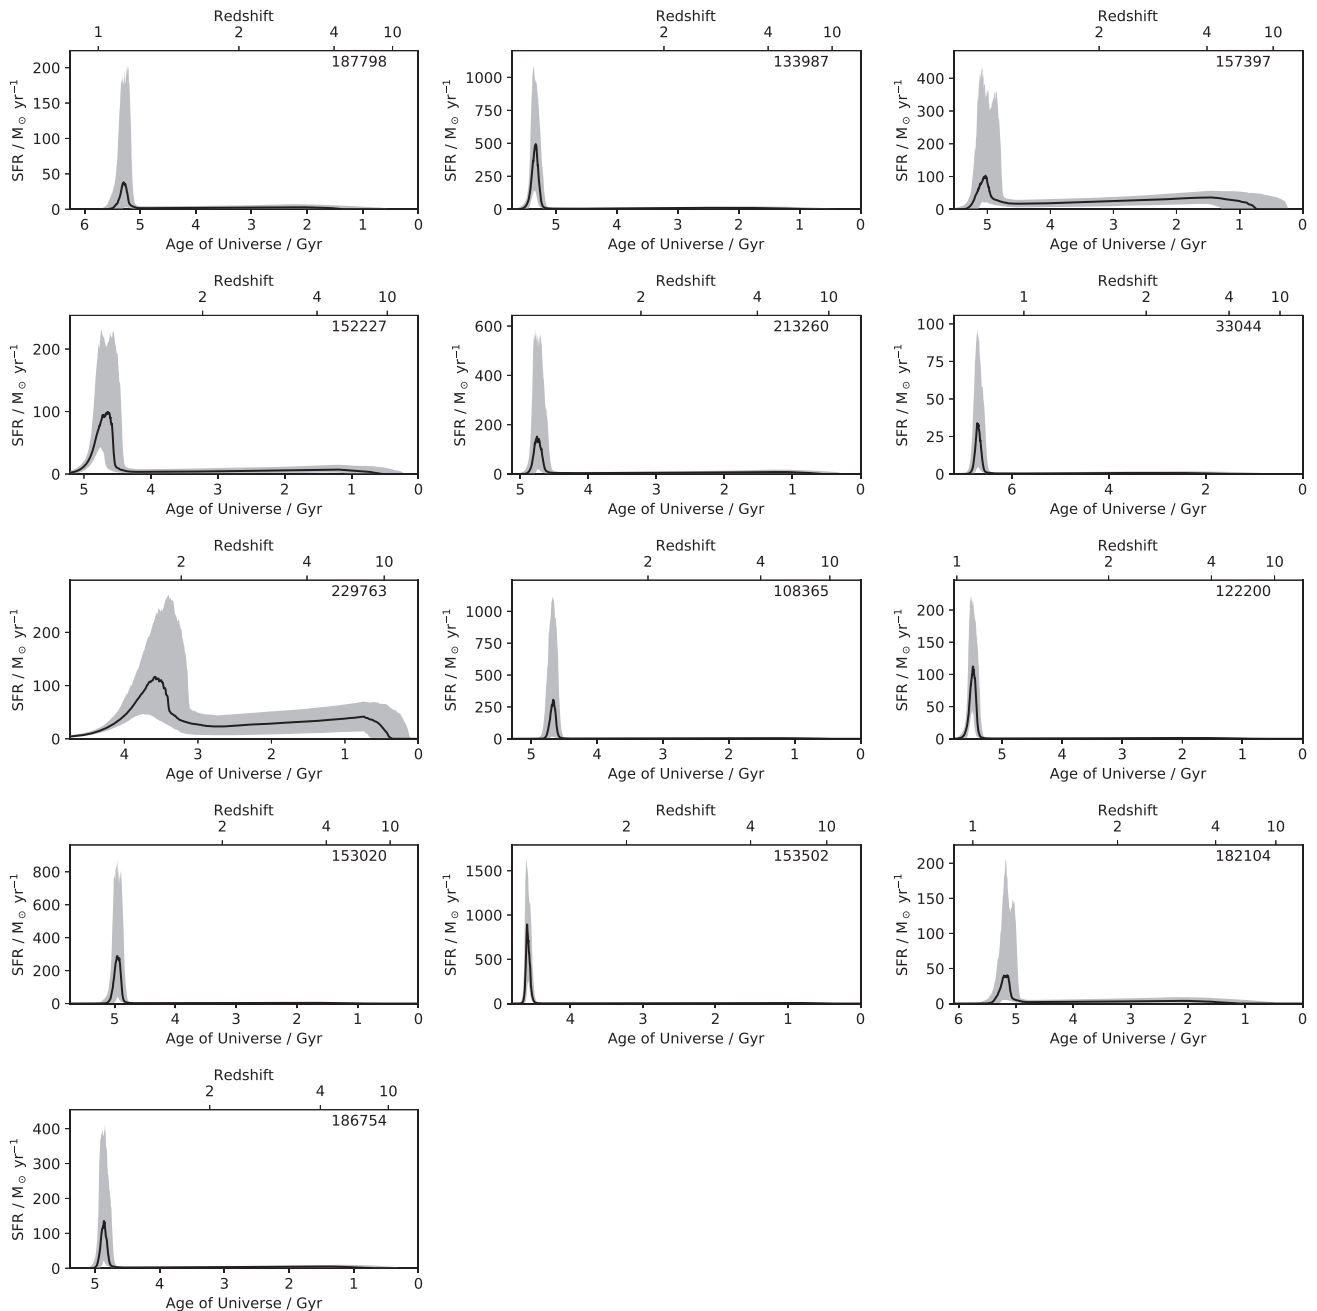 Redshift Redshift Redshift
1 2 4 10 2 4 10 2 4 10
187798 133987 157397
SFR / M⊙ yr−1 SFR / M⊙ yr−1 SFR / M⊙ yr−1
200 150 100 50 0
1000 750 500 250 0
400 300 200 100 0
6 5 4 3 2 1 0 5 4 3 2 1 0 5 4 3 2 1 0
Age of Universe / Gyr Age of Universe / Gyr Age of Universe / Gyr
Redshift Redshift Redshift
2 4 10 2 4 10 1 2 4 10
152227 213260 33044
SFR / M⊙ yr−1 SFR / M⊙ yr−1 SFR / M⊙ yr−1
200 100 0
600 400 200 0
100 75 50 25 0
5 4 3 2 1 0 5 4 3 2 1 0 6 4 2 0
Age of Universe / Gyr Age of Universe / Gyr Age of Universe / Gyr
Redshift Redshift Redshift
2 4 10 2 4 10 1 2 4 10
229763 108365 122200
SFR / M⊙ yr−1 SFR / M⊙ yr−1 SFR / M⊙ yr−1
200 100 0
1000 750 500 250 0
200 150 100 50 0
4 3 2 1 0 5 4 3 2 1 0 5 4 3 2 1 0
Age of Universe / Gyr Age of Universe / Gyr Age of Universe / Gyr
Redshift Redshift Redshift
2 4 10 2 4 10 1 2 4 10
153020 153502 182104
SFR / M⊙ yr−1 SFR / M⊙ yr−1 SFR / M⊙ yr−1
800 600 400 200 0
1500 1000 500 0
200 150 100 50 0
5 4 3 2 1 0 4 3 2 1 0 6 5 4 3 2 1 0
Age of Universe / Gyr Age of Universe / Gyr Age of Universe / Gyr
Redshift
2 4 10
186754
SFR / M⊙ yr−1
400 300 200 100 0
5 4 3 2 1 0
Age of Universe / Gyr